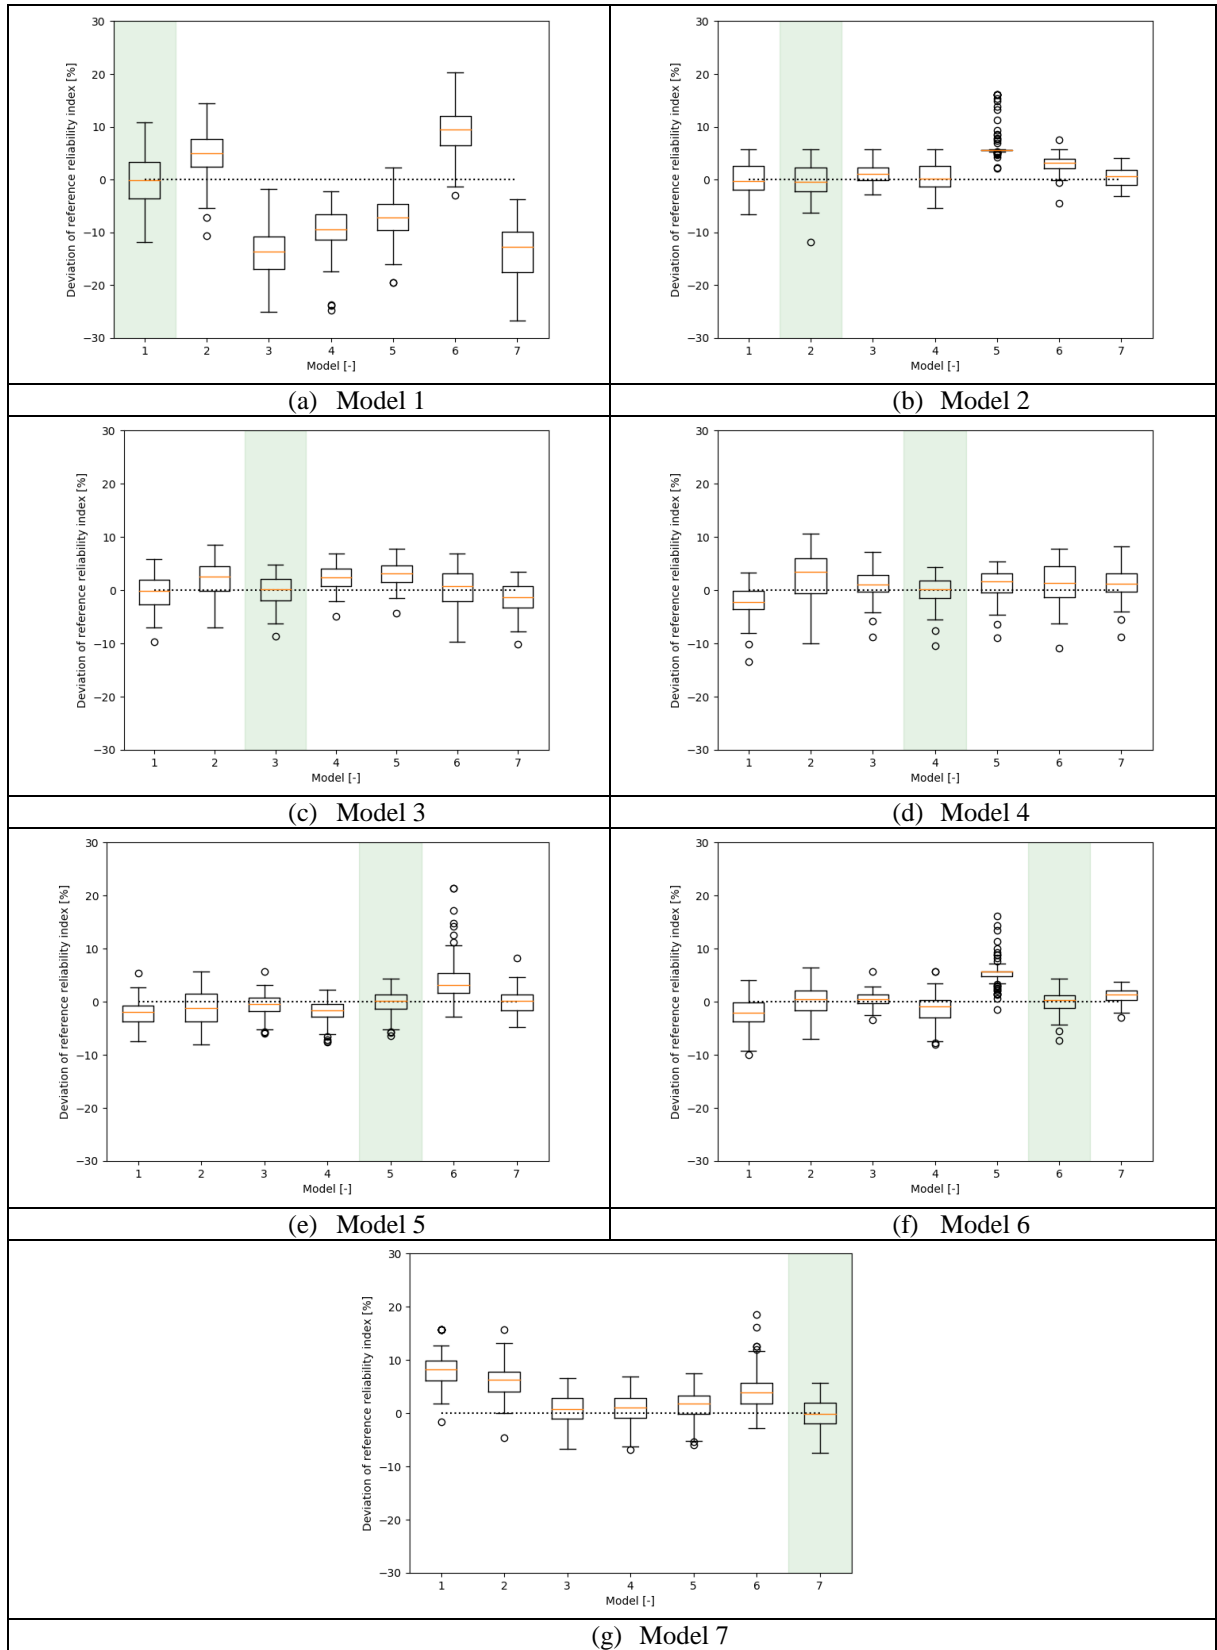 Deviation of reference reliability index [%]
30
20
10
0
−10
−20
−30
1 2 3 4 5 6 7
Model [-]
Deviation of reference reliability index [%]
30
20
10
0
−10
−20
−30
1 2 3 4 5 6 7
Model [-]
(a) Model 1
(b) Model 2
Deviation of reference reliability index [%]
30
20
10
0
−10
−20
−30
1 2 3 4 5 6 7
Model [-]
Deviation of reference reliability index [%]
30
20
10
0
−10
−20
−30
1 2 3 4 5 6 7
Model [-]
(c) Model 3
(d) Model 4
Deviation of reference reliability index [%]
30
20
10
0
−10
−20
−30
1 2 3 4 5 6 7
Model [-]
Deviation of reference reliability index [%]
30
20
10
0
−10
−20
−30
1 2 3 4 5 6 7
Model [-]
(e) Model 5
(f) Model 6
Deviation of reference reliability index [%]
30
20
10
0
−10
−20
−30
1 2 3 4 5 6 7
Model [-]
(g) Model 7